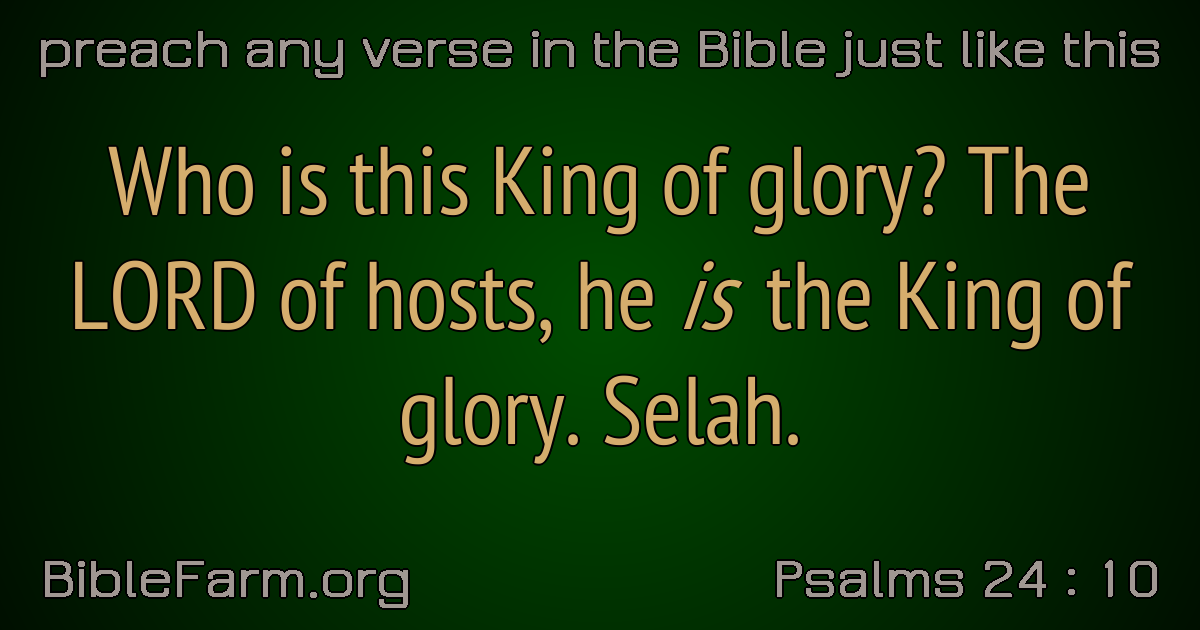 preach any verse in the Bible just like this
Who is this King of glory? The
LORD of hosts, he is the King of
glory. Selah.
BibleFarm.org
Psalms 24 : 10